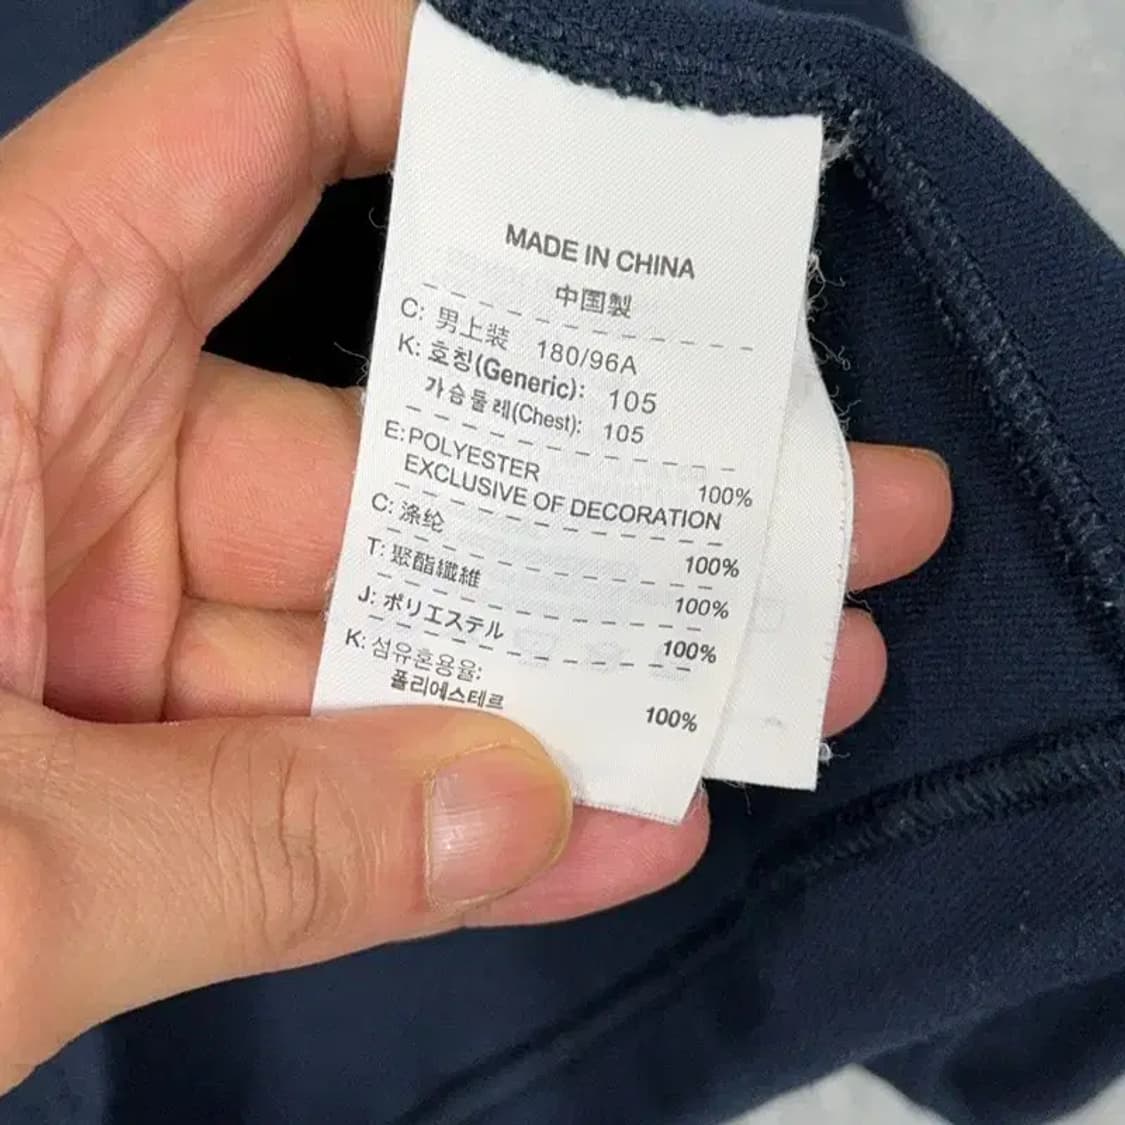 MADE IN CHINA
中国製
C: 男上装 180/96A
K: 호칭(Generic): 105
가슴둘레(Chest): 105
E: POLYESTER 100%
EXCLUSIVE OF DECORATION
C: 涤纶 100%
T: 聚酯纖維 100%
J: ポリエステル 100%
K: 섬유혼용율:
폴리에스테르 100%